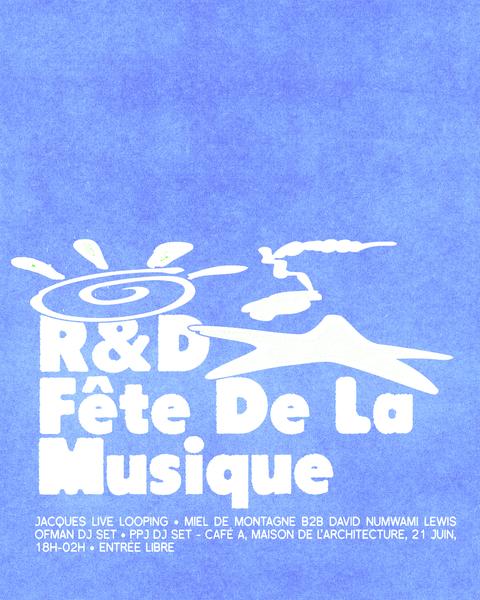 R&D
Fête De La
Musique
JACQUES LIVE LOOPING • MIEL DE MONTAGNE B2B DAVID NUMWAMI LEWIS
OFMAN DJ SET • PPJ DJ SET - CAFÉ A, MAISON DE L'ARCHITECTURE, 21 JUIN,
18H-02H • ENTRÉE LIBRE